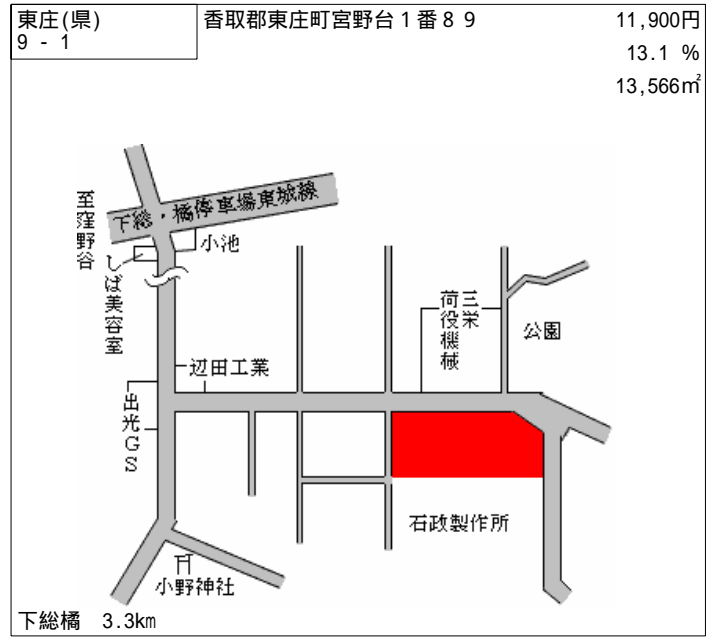 東庄(県)
9 - 1
香取郡東庄町宮野台1番89
11,900円
13.1 %
13,566㎡
下総・橘停車場東城線
至窪野谷
小池
しば美容室
三栄
荷役機械
公園
辺田工業
出光GS
石政製作所
小野神社
下総橘 3.3km